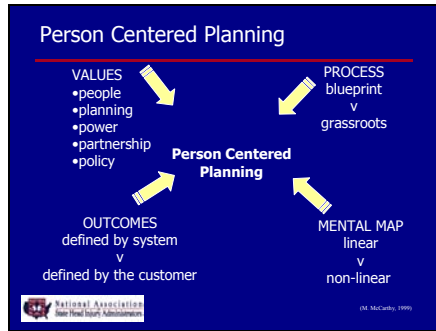 Person Centered Planning
VALUES
•people
•planning
•power
•partnership
•policy
PROCESS
blueprint
v
grassroots
Person Centered
Planning
OUTCOMES
defined by system
v
defined by the customer
MENTAL MAP
linear
v
non-linear
National Association
State Head Injury Administrators
(M. McCarthy, 1999)